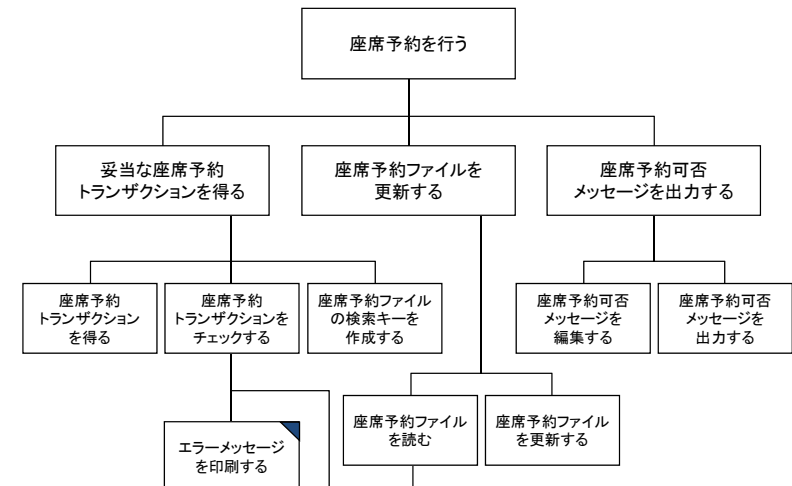 座席予約を行う
妥当な座席予約
トランザクションを得る
座席予約ファイルを
更新する
座席予約可否
メッセージを出力する
座席予約
トランザクション
を得る
座席予約
トランザクションを
チェックする
座席予約ファイル
の検索キーを
作成する
座席予約可否
メッセージを
編集する
座席予約可否
メッセージを
出力する
エラーメッセージ
を印刷する
座席予約ファイル
を読む
座席予約ファイル
を更新する